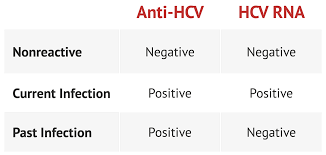 Anti-HCV HCV RNA
Nonreactive Negative Negative
Current Infection Positive Positive
Past Infection Positive Negative